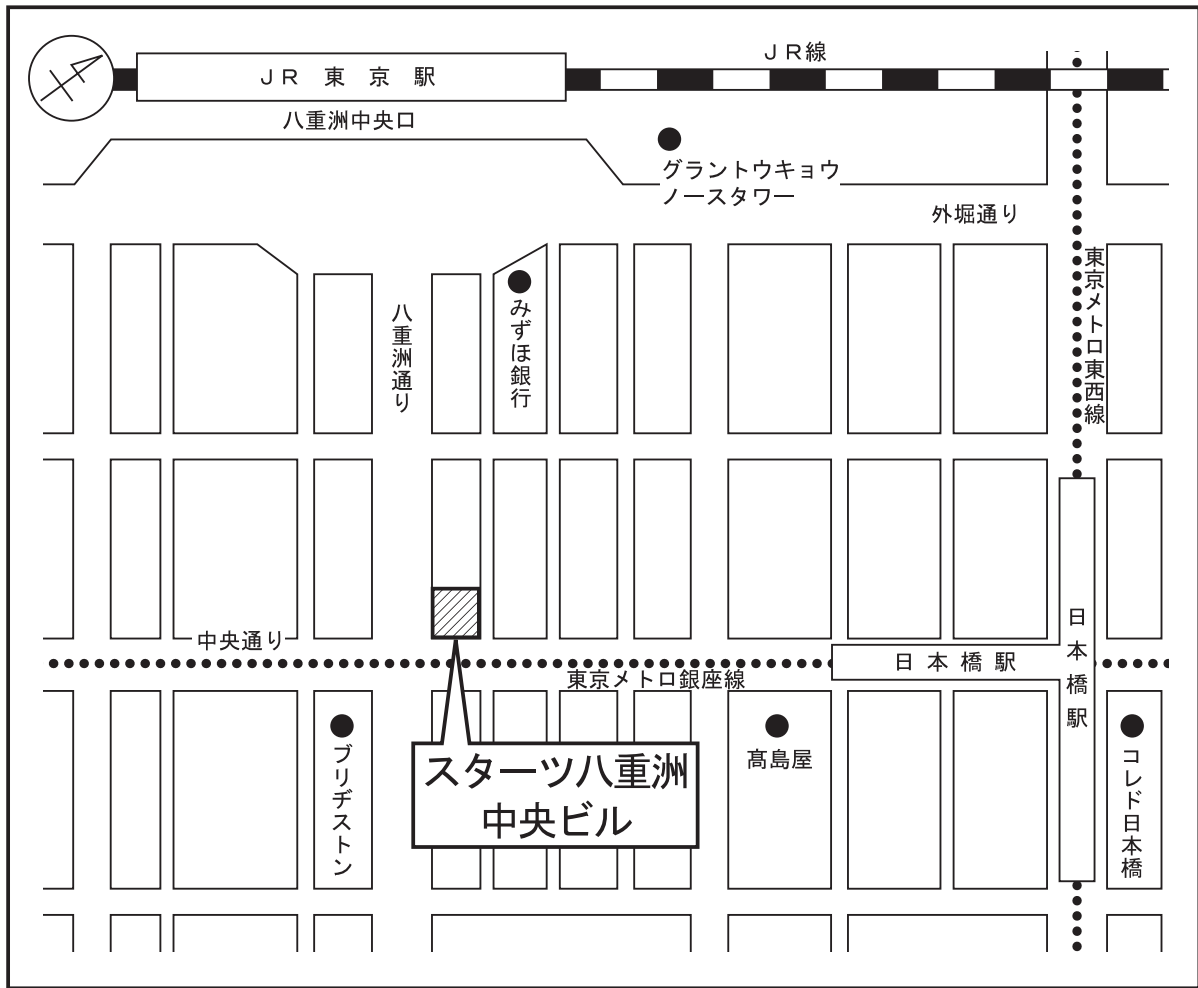 JR線
JR東京駅
八重洲中央口
グラントウキョウ
ノースタワー
外堀通り
東京メトロ東西線
八重洲通り
みずほ銀行
中央通り
東京メトロ銀座線
日本橋駅
日本橋駅
ブリヂストン
スターツ八重洲
中央ビル
髙島屋
コレド日本橋